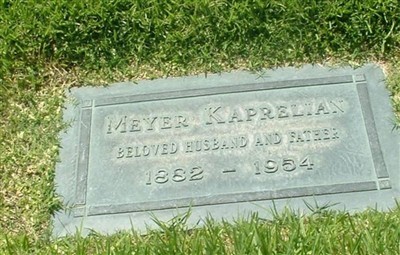 MEYER KAPRELIAN
BELOVED HUSBAND AND FATHER
1882 - 1954